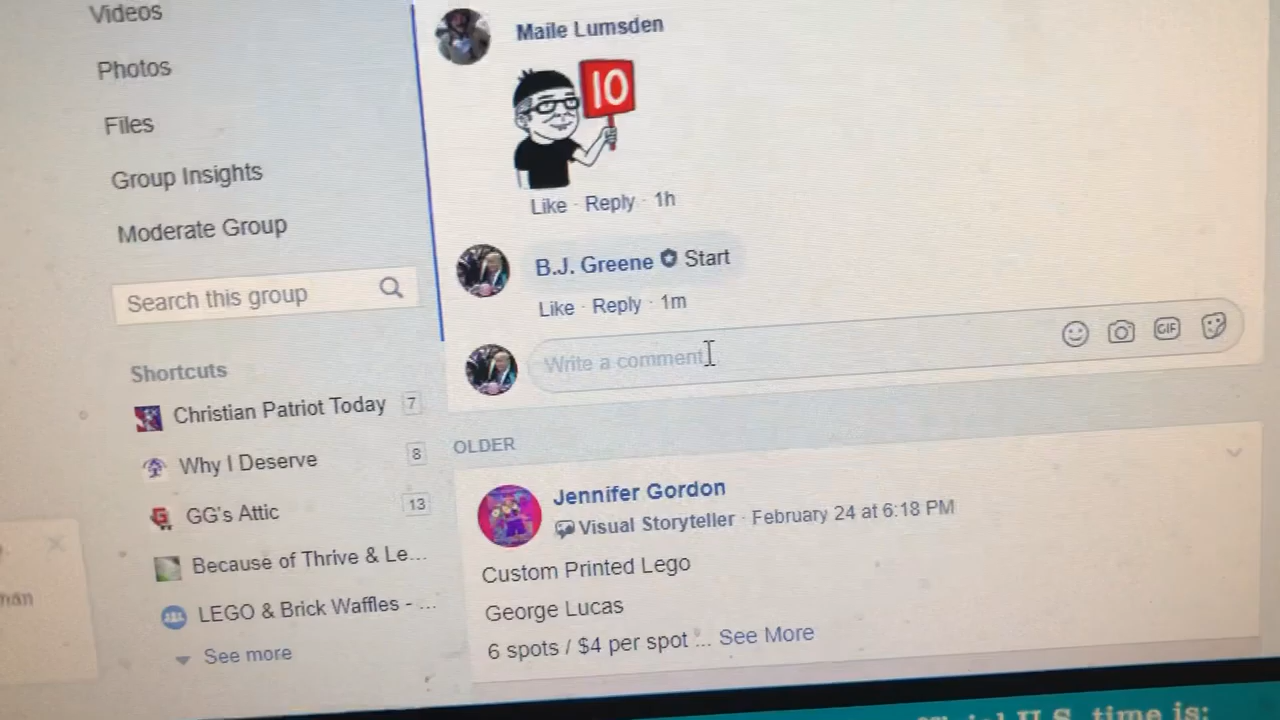 Videos
Photos
Files
Group Insights
Moderate Group
Search this group
Shortcuts
Christian Patriot Today 7
Why I Deserve 8
GG's Attic 13
Because of Thrive & Le...
LEGO & Brick Waffles - ...
See more
Maile Lumsden
10
Like · Reply · 1h
B.J. Greene Start
Like · Reply · 1m
Write a comment
GIF
OLDER
Jennifer Gordon
Visual Storyteller · February 24 at 6:18 PM
Custom Printed Lego
George Lucas
6 spots / $4 per spot ... See More
U.S. time is: